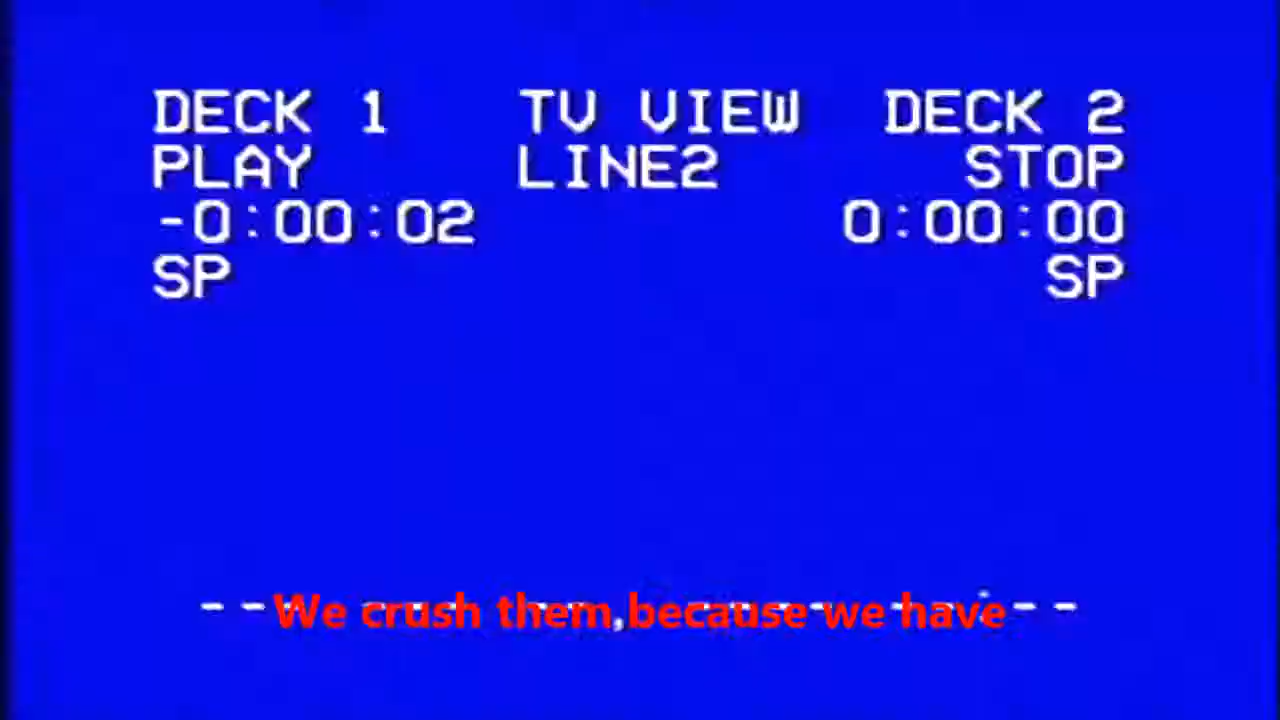 DECK 1 TV VIEW DECK 2
PLAY LINE2 STOP
-0:00:02 0:00:00
SP SP
-- --- --, ---- --:-- --
We crush them,because we have